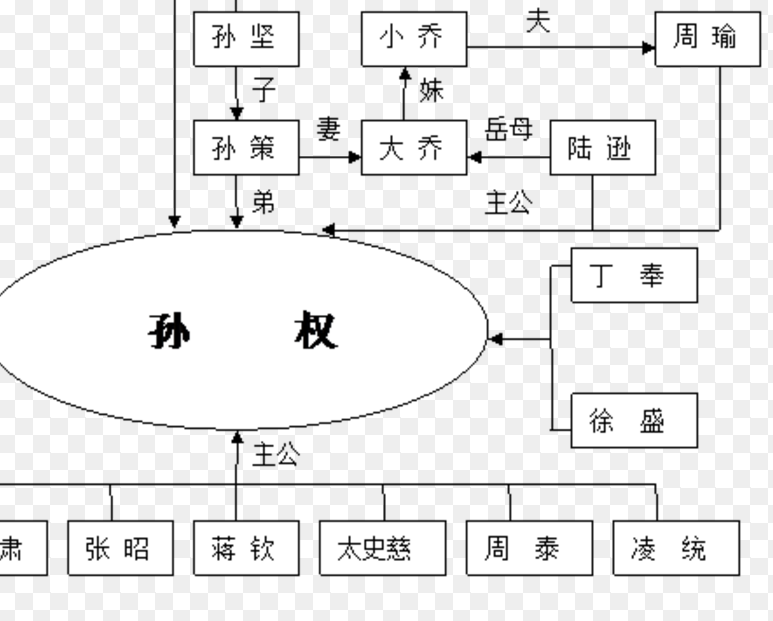 孙 坚
小 乔
夫
周 瑜
子
妹
孙 策
妻
大 乔
岳母
陆 逊
弟
主公
丁 奉
孙 权
徐 盛
主公
肃
张 昭
蒋 钦
太史慈
周 泰
凌 统